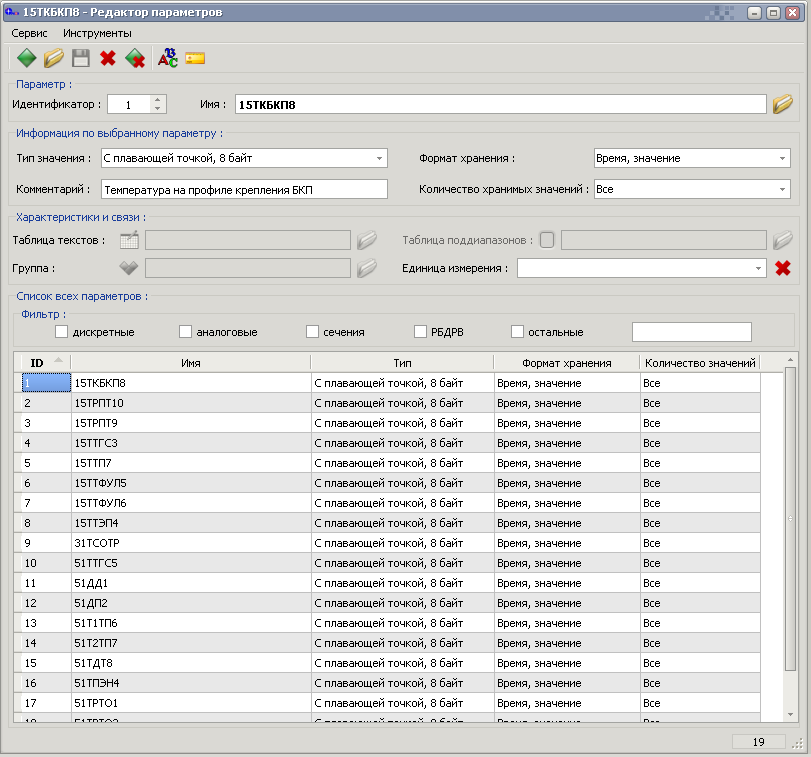 15ТКБКП8 - Редактор параметров
Сервис Инструменты
Параметр :
Идентификатор : 1 Имя : 15ТКБКП8
Информация по выбранному параметру :
Тип значения : С плавающей точкой, 8 байт Формат хранения : Время, значение
Комментарий : Температура на профиле крепления БКП Количество хранимых значений : Все
Характеристики и связи :
Таблица текстов : Таблица поддиапазонов :
Группа : Единица измерения :
Список всех параметров :
Фильтр :
дискретные аналоговые сечения РБДРВ остальные
ID Имя Тип Формат хранения Количество значений
1 15ТКБКП8 С плавающей точкой, 8 байт Время, значение Все
2 15ТРПТ10 С плавающей точкой, 8 байт Время, значение Все
3 15ТРПТ9 С плавающей точкой, 8 байт Время, значение Все
4 15ТТГС3 С плавающей точкой, 8 байт Время, значение Все
5 15ТТП7 С плавающей точкой, 8 байт Время, значение Все
6 15ТТФУЛ5 С плавающей точкой, 8 байт Время, значение Все
7 15ТТФУЛ6 С плавающей точкой, 8 байт Время, значение Все
8 15ТТЭП4 С плавающей точкой, 8 байт Время, значение Все
9 31ТСОТР С плавающей точкой, 8 байт Время, значение Все
10 51ТТГС5 С плавающей точкой, 8 байт Время, значение Все
11 51ДД1 С плавающей точкой, 8 байт Время, значение Все
12 51ДП2 С плавающей точкой, 8 байт Время, значение Все
13 51Т1ТП6 С плавающей точкой, 8 байт Время, значение Все
14 51Т2ТП7 С плавающей точкой, 8 байт Время, значение Все
15 51ТДТ8 С плавающей точкой, 8 байт Время, значение Все
16 51ТПЭН4 С плавающей точкой, 8 байт Время, значение Все
17 51ТРТО1 С плавающей точкой, 8 байт Время, значение Все
19